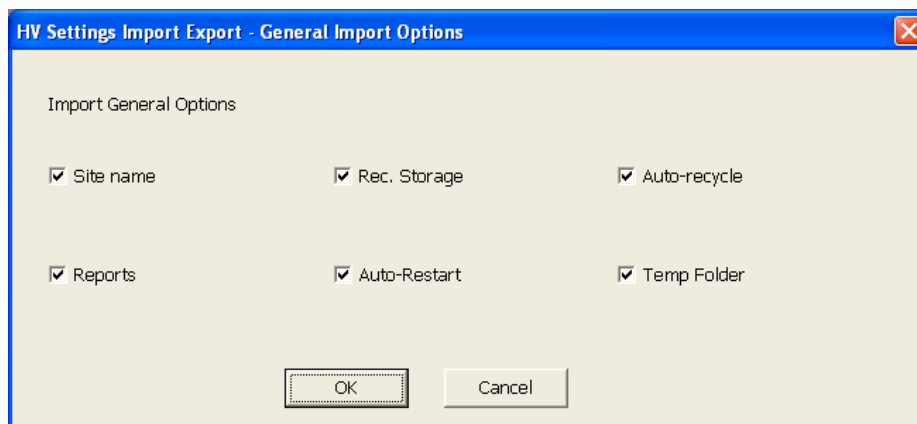 HV Settings Import Export - General Import Options
Import General Options
Site name Rec. Storage Auto-recycle
Reports Auto-Restart Temp Folder
OK Cancel